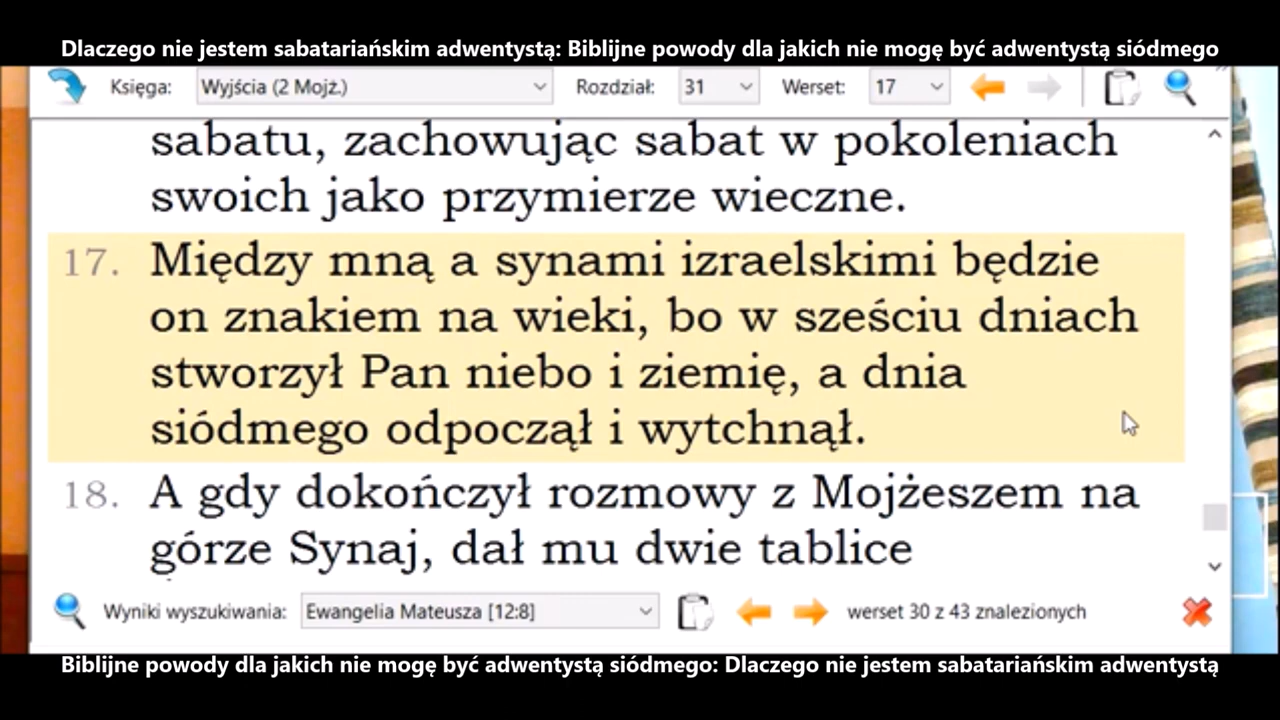 Dlaczego nie jestem sabatariańskim adwentystą: Biblijne powody dla jakich nie mogę być adwentystą siódmego
Księga: Wyjścia (2 Mojż.) Rozdział: 31 Werset: 17
sabatu, zachowując sabat w pokoleniach
swoich jako przymierze wieczne.
17. Między mną a synami izraelskimi będzie
on znakiem na wieki, bo w sześciu dniach
stworzył Pan niebo i ziemię, a dnia
siódmego odpoczął i wytchnął.
18. A gdy dokończył rozmowy z Mojżeszem na
górze Synaj, dał mu dwie tablice
Wyniki wyszukiwania: Ewangelia Mateusza [12:8] werset 30 z 43 znalezionych
Biblijne powody dla jakich nie mogę być adwentystą siódmego: Dlaczego nie jestem sabatariańskim adwentystą